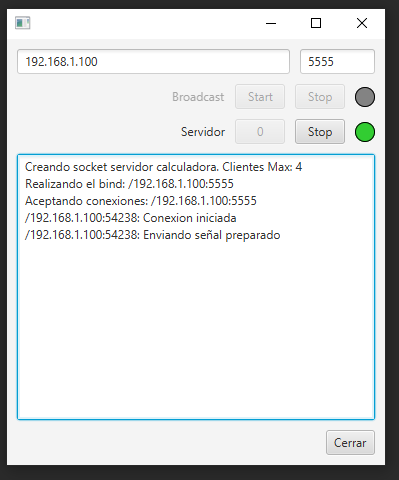 192.168.1.100 5555
Broadcast Start Stop
Servidor 0 Stop
Creando socket servidor calculadora. Clientes Max: 4
Realizando el bind: /192.168.1.100:5555
Aceptando conexiones: /192.168.1.100:5555
/192.168.1.100:54238: Conexion iniciada
/192.168.1.100:54238: Enviando señal preparado
Cerrar